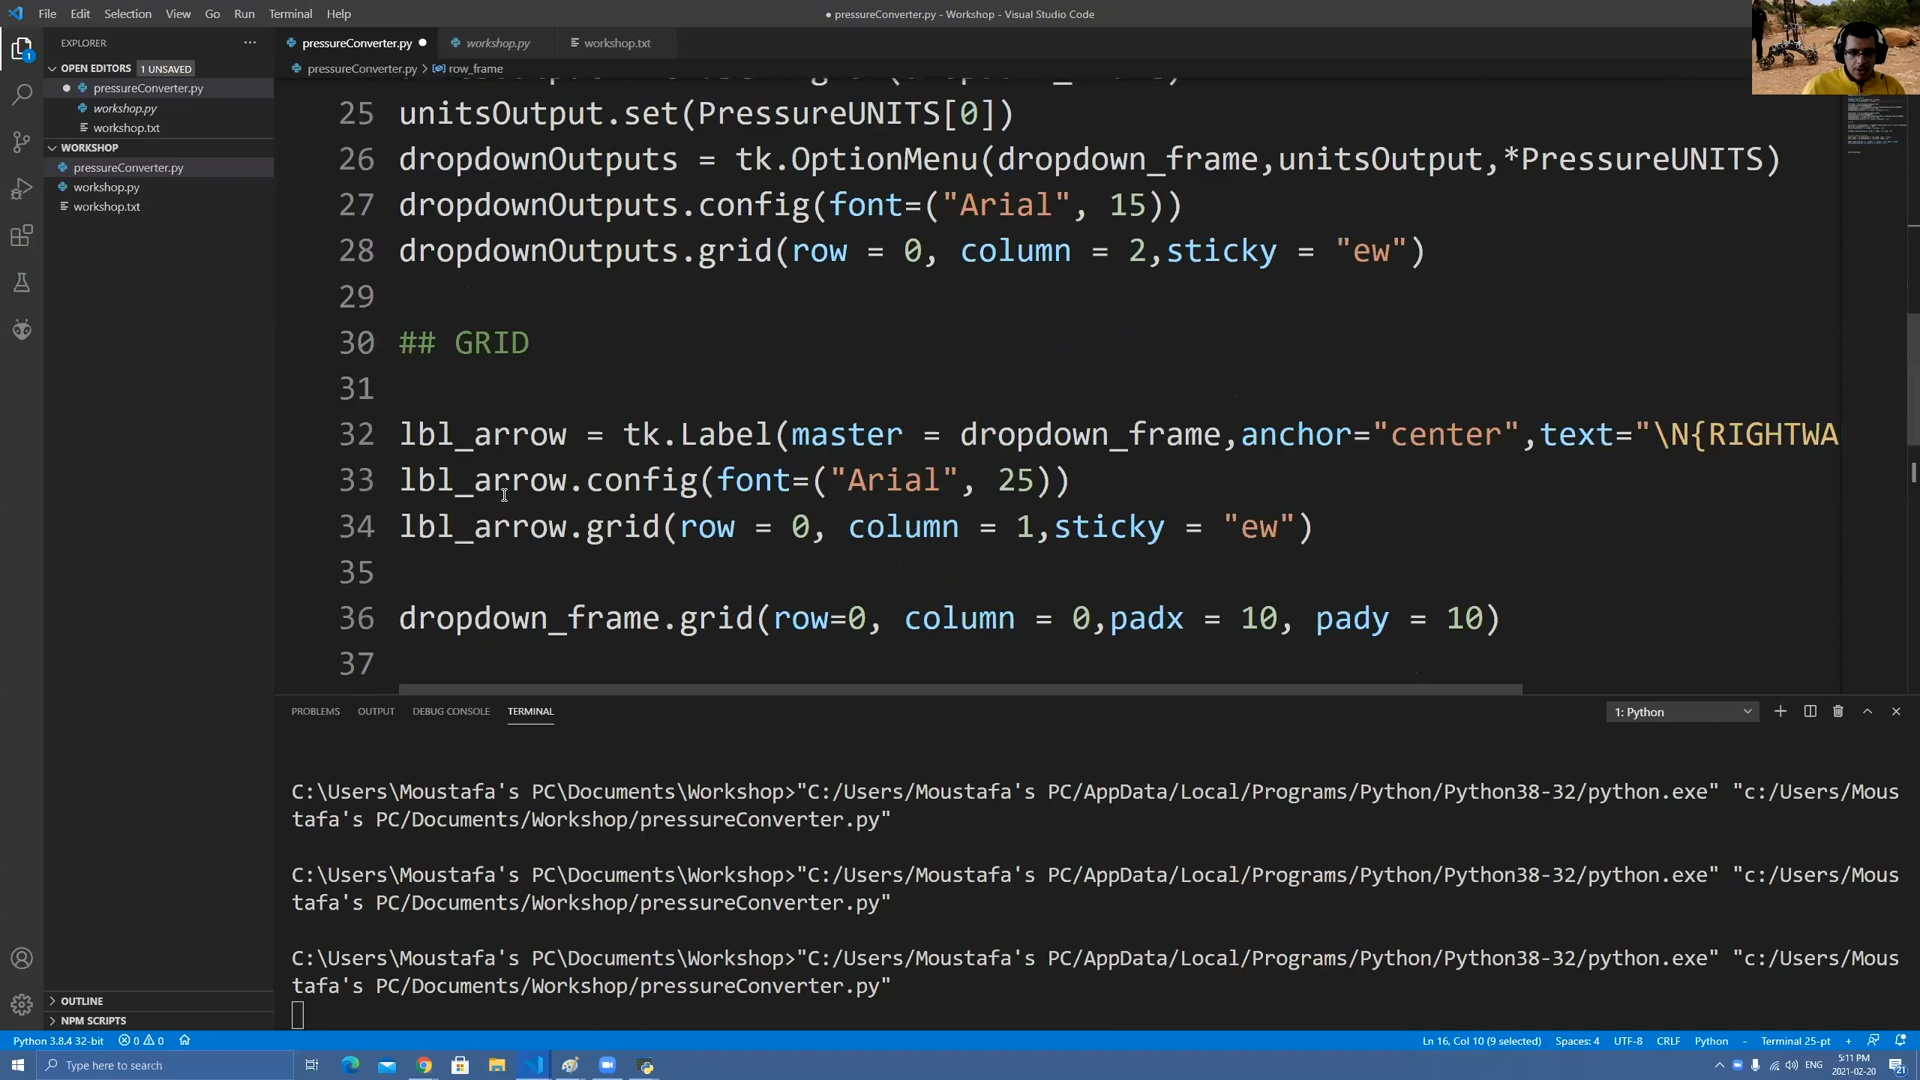 File Edit Selection View Go Run Terminal Help
● pressureConverter.py - Workshop - Visual Studio Code
EXPLORER
pressureConverter.py
workshop.py
workshop.txt
OPEN EDITORS 1 UNSAVED
pressureConverter.py > row_frame
pressureConverter.py
workshop.py
workshop.txt
WORKSHOP
pressureConverter.py
workshop.py
workshop.txt
25 unitsOutput.set(PressureUNITS[0])
26 dropdownOutputs = tk.OptionMenu(dropdown_frame,unitsOutput,*PressureUNITS)
27 dropdownOutputs.config(font=("Arial", 15))
28 dropdownOutputs.grid(row = 0, column = 2,sticky = "ew")
29
30 ## GRID
31
32 lbl_arrow = tk.Label(master = dropdown_frame,anchor="center",text="\N{RIGHTWA
33 lbl_arrow.config(font=("Arial", 25))
34 lbl_arrow.grid(row = 0, column = 1,sticky = "ew")
35
36 dropdown_frame.grid(row=0, column = 0,padx = 10, pady = 10)
37
PROBLEMS OUTPUT DEBUG CONSOLE TERMINAL
1: Python
C:\Users\Moustafa's PC\Documents\Workshop>"C:/Users/Moustafa's PC/AppData/Local/Programs/Python/Python38-32/python.exe" "c:/Users/Mous
tafa's PC/Documents/Workshop/pressureConverter.py"
C:\Users\Moustafa's PC\Documents\Workshop>"C:/Users/Moustafa's PC/AppData/Local/Programs/Python/Python38-32/python.exe" "c:/Users/Mous
tafa's PC/Documents/Workshop/pressureConverter.py"
C:\Users\Moustafa's PC\Documents\Workshop>"C:/Users/Moustafa's PC/AppData/Local/Programs/Python/Python38-32/python.exe" "c:/Users/Mous
tafa's PC/Documents/Workshop/pressureConverter.py"
OUTLINE
NPM SCRIPTS
Python 3.8.4 32-bit 0 0
Ln 16, Col 10 (9 selected) Spaces: 4 UTF-8 CRLF Python - Terminal 25-pt +
Type here to search
ENG
5:11 PM
2021-02-20
21